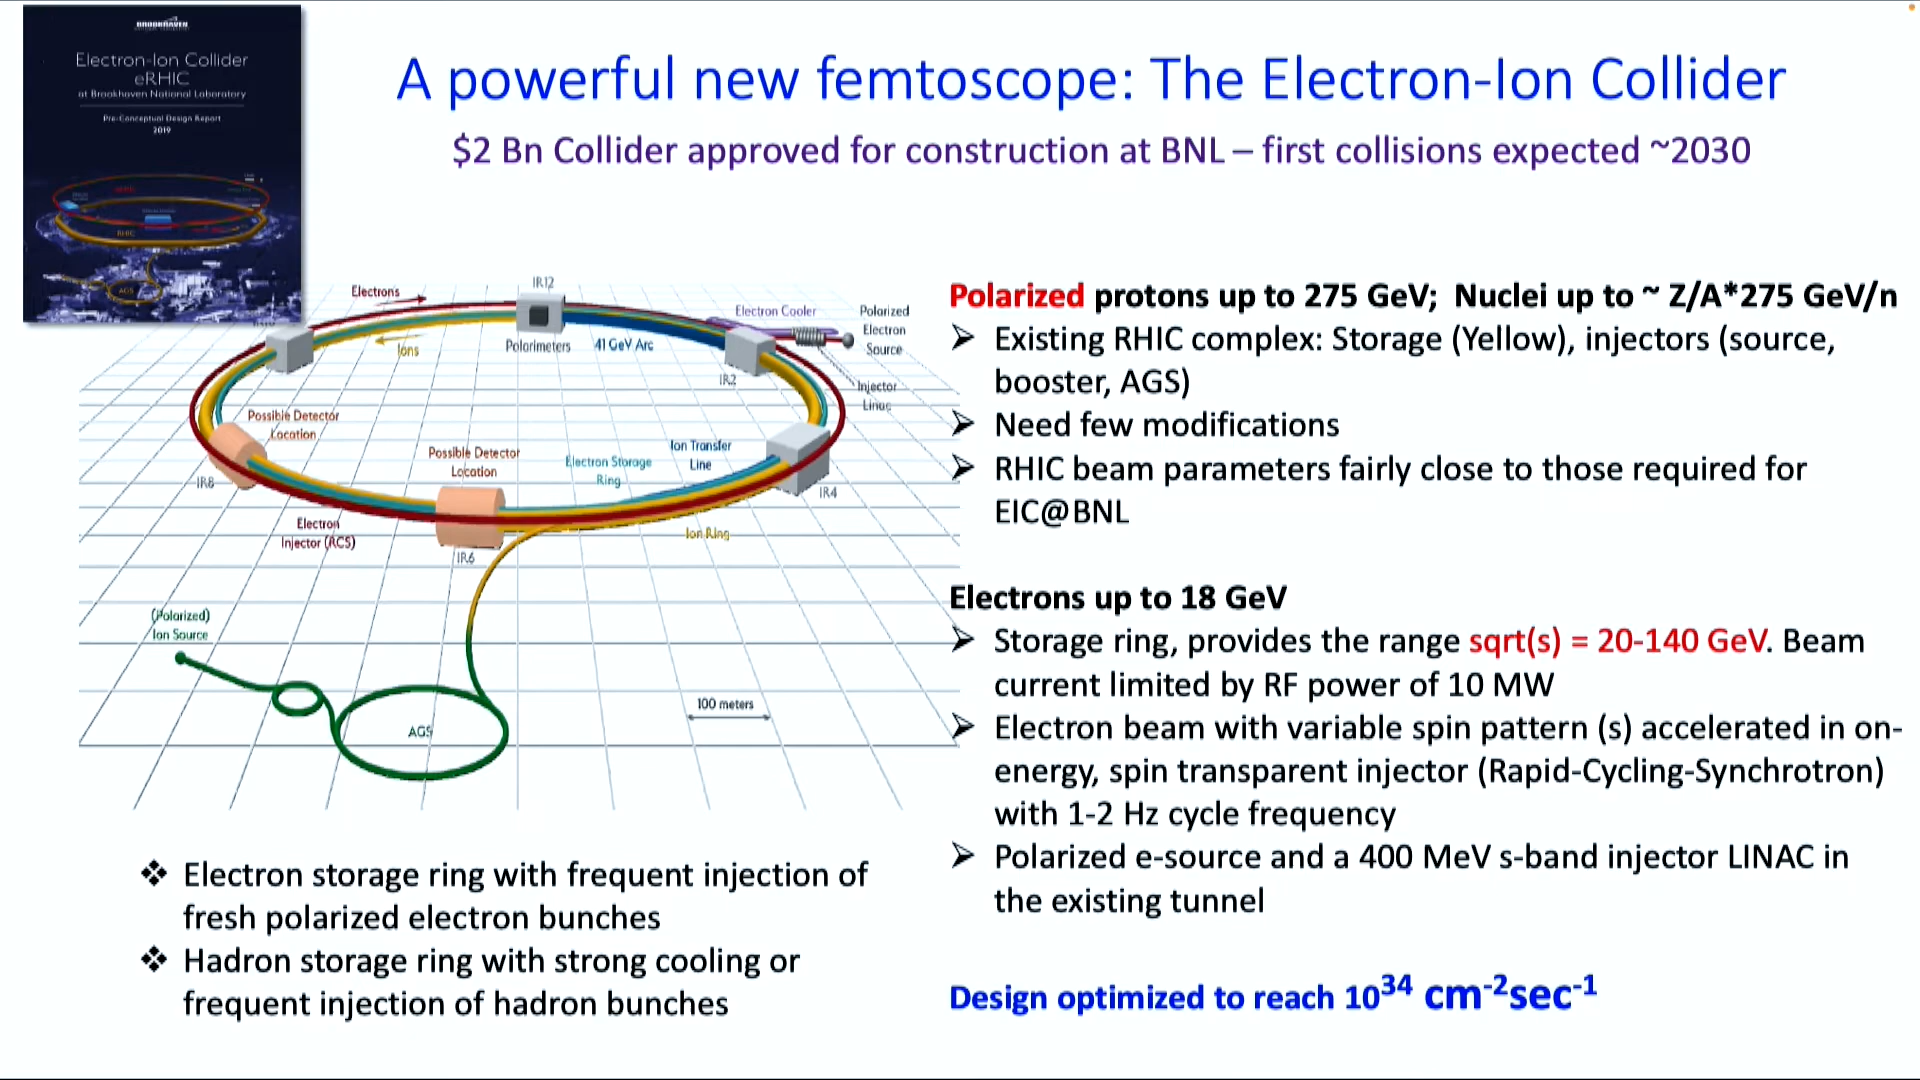 BROOKHAVEN
Electron-Ion Collider
eRHIC
at Brookhaven National Laboratory
Pre-Conceptual Design Report
2019
RHIC
AGS
A powerful new femtoscope: The Electron-Ion Collider
$2 Bn Collider approved for construction at BNL – first collisions expected ~2030
Electrons
IR12
Electron Cooler
Polarized
Electron
Source
Ions
Polarimeters
41 GeV Arc
IR2
Injector
Linac
Possible Detector
Location
IR8
Possible Detector
Location
Electron Storage
Ring
Ion Transfer
Line
IR4
Electron
Injector (RCS)
IR6
Ion Ring
(Polarized)
Ion Source
AGS
100 meters
❖ Electron storage ring with frequent injection of
fresh polarized electron bunches
❖ Hadron storage ring with strong cooling or
frequent injection of hadron bunches
Polarized protons up to 275 GeV; Nuclei up to ~ Z/A*275 GeV/n
➢ Existing RHIC complex: Storage (Yellow), injectors (source,
booster, AGS)
➢ Need few modifications
➢ RHIC beam parameters fairly close to those required for
EIC@BNL
Electrons up to 18 GeV
➢ Storage ring, provides the range sqrt(s) = 20-140 GeV. Beam
current limited by RF power of 10 MW
➢ Electron beam with variable spin pattern (s) accelerated in on-
energy, spin transparent injector (Rapid-Cycling-Synchrotron)
with 1-2 Hz cycle frequency
➢ Polarized e-source and a 400 MeV s-band injector LINAC in
the existing tunnel
Design optimized to reach 10³⁴ cm⁻²sec⁻¹